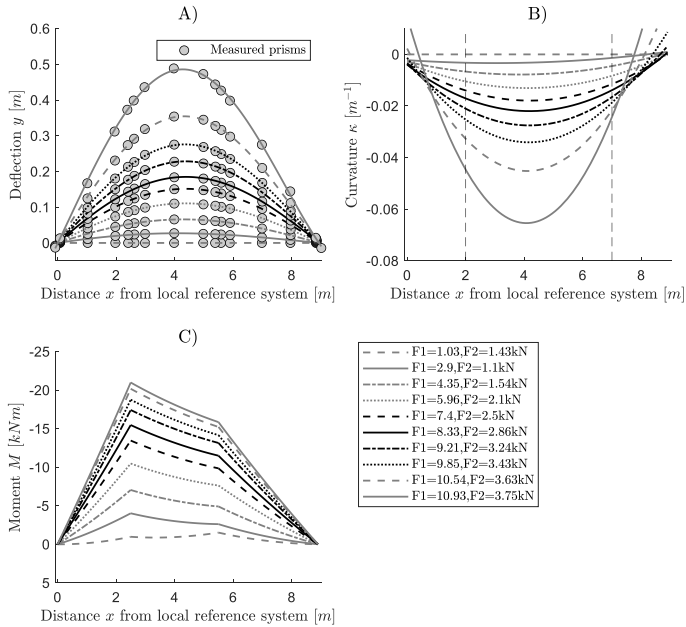 A)
0.6
0.5
0.4
0.3
0.2
0.1
0
Deflection y [m]
Measured prisms
0 2 4 6 8
Distance x from local reference system [m]
B)
0
-0.02
-0.04
-0.06
-0.08
Curvature κ [m⁻¹]
0 2 4 6 8
Distance x from local reference system [m]
C)
-25
-20
-15
-10
-5
0
5
Moment M [kNm]
0 2 4 6 8
Distance x from local reference system [m]
F1=1.03,F2=1.43kN
F1=2.9,F2=1.1kN
F1=4.35,F2=1.54kN
F1=5.96,F2=2.1kN
F1=7.4,F2=2.5kN
F1=8.33,F2=2.86kN
F1=9.21,F2=3.24kN
F1=9.85,F2=3.43kN
F1=10.54,F2=3.63kN
F1=10.93,F2=3.75kN